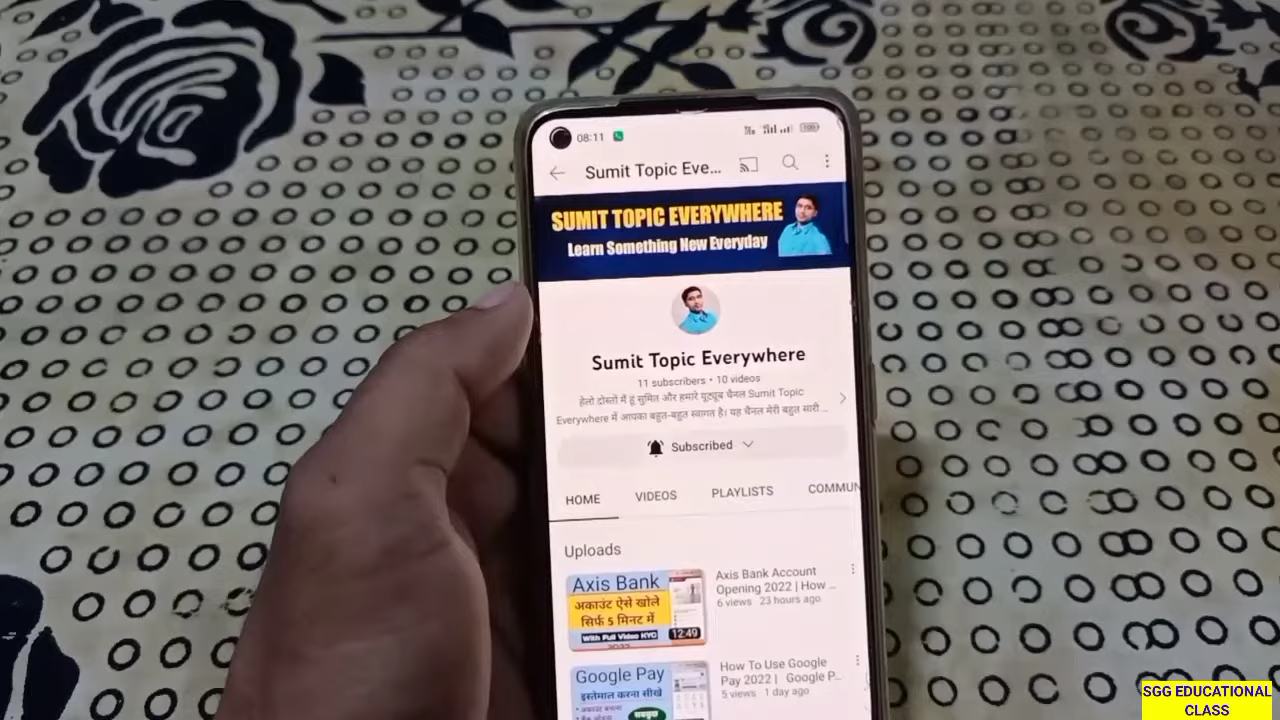 08:11
Sumit Topic Eve...
SUMIT TOPIC EVERYWHERE
Learn Something New Everyday
Sumit Topic Everywhere
11 subscribers • 10 videos
हेलो दोस्तो में हूं सुमित और हमारे यूट्यूब चैनल Sumit Topic
Everywhere में आपका बहुत-बहुत स्वागत है। यह चैनल मेरी बहुत सारी ...
Subscribed
HOME VIDEOS PLAYLISTS COMMUN
Uploads
Axis Bank
अकाउंट ऐसे खोले
सिर्फ 5 मिनट में
With Full Video KYC
12:49
Axis Bank Account
Opening 2022 | How ...
6 views 23 hours ago
Google Pay
इस्तेमाल करना सीखे
• अकाउंट बनाना
How To Use Google
Pay 2022 | Google P...
5 views 1 day ago
SGG EDUCATIONAL
CLASS